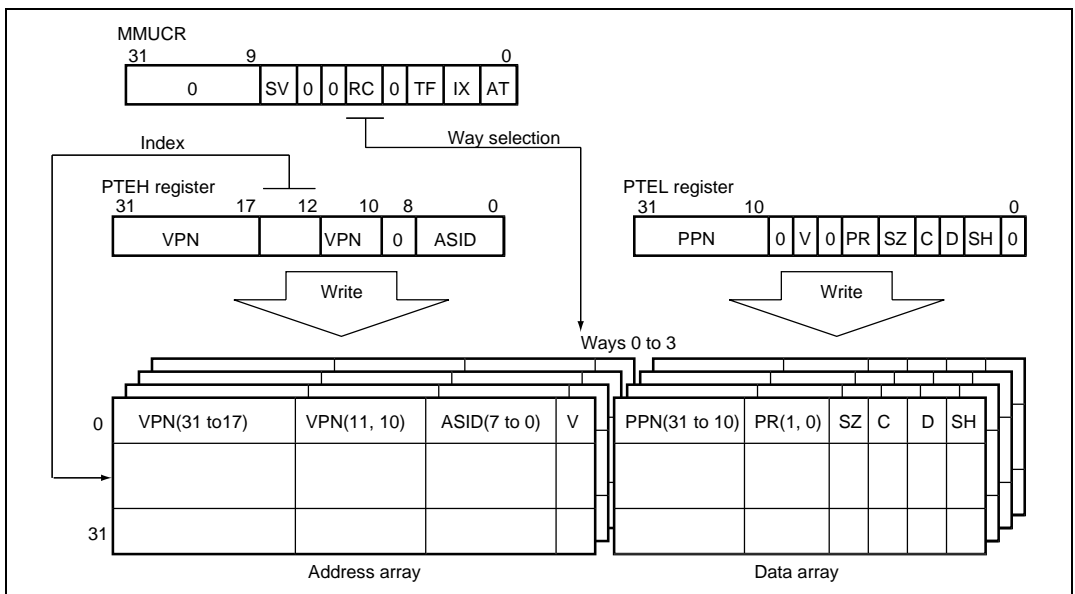 MMUCR
31 9 0
0 SV 0 0 RC 0 TF IX AT
Index Way selection
PTEH register PTEL register
31 17 12 10 8 0 31 10 0
VPN VPN 0 ASID PPN 0 V 0 PR SZ C D SH 0
Write Write
Ways 0 to 3
0 VPN(31 to17) VPN(11, 10) ASID(7 to 0) V PPN(31 to 10) PR(1, 0) SZ C D SH
31
Address array Data array